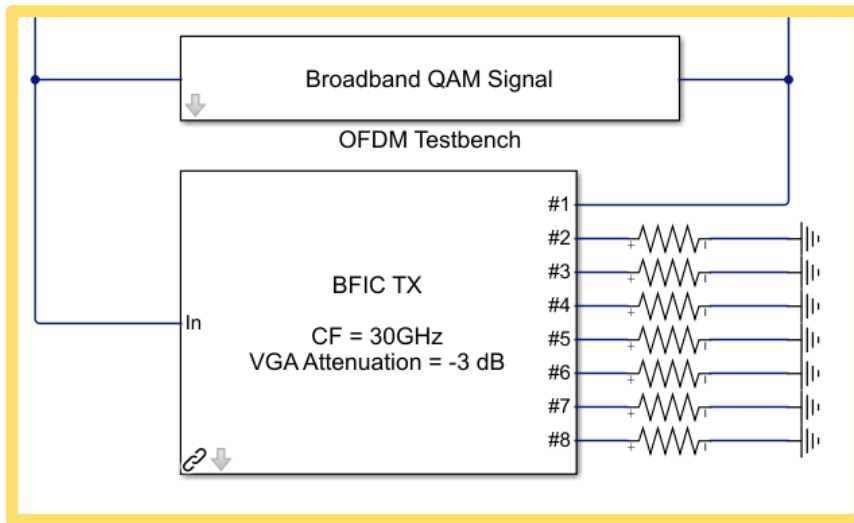 Broadband QAM Signal
OFDM Testbench
#1
#2
#3
#4
#5
#6
#7
#8
In
BFIC TX
CF = 30GHz
VGA Attenuation = -3 dB